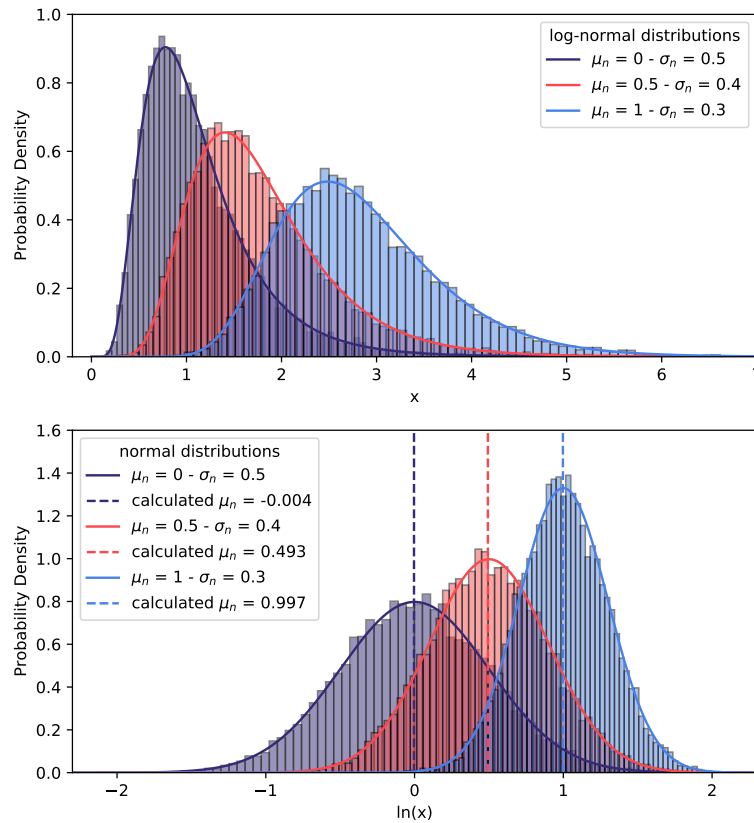 log-normal distributions
μn = 0 - σn = 0.5
μn = 0.5 - σn = 0.4
μn = 1 - σn = 0.3
1.0
0.8
0.6
0.4
0.2
0.0
Probability Density
0 1 2 3 4 5 6 7
x
normal distributions
μn = 0 - σn = 0.5
calculated μn = -0.004
μn = 0.5 - σn = 0.4
calculated μn = 0.493
μn = 1 - σn = 0.3
calculated μn = 0.997
1.6
1.4
1.2
1.0
0.8
0.6
0.4
0.2
0.0
Probability Density
−2 −1 0 1 2
ln(x)